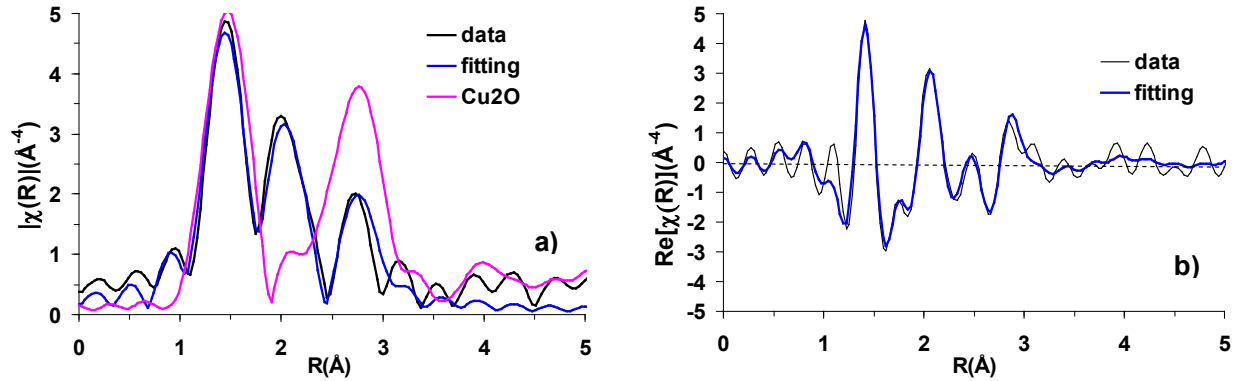 5
4
3
2
1
0
|χ(R)|(Å⁻⁴)
data
fitting
Cu2O
a)
0 1 2 3 4 5
R(Å)
5
4
3
2
1
0
-1
-2
-3
-4
-5
Re[χ(R)](Å⁻⁴)
data
fitting
b)
0 1 2 3 4 5
R(Å)